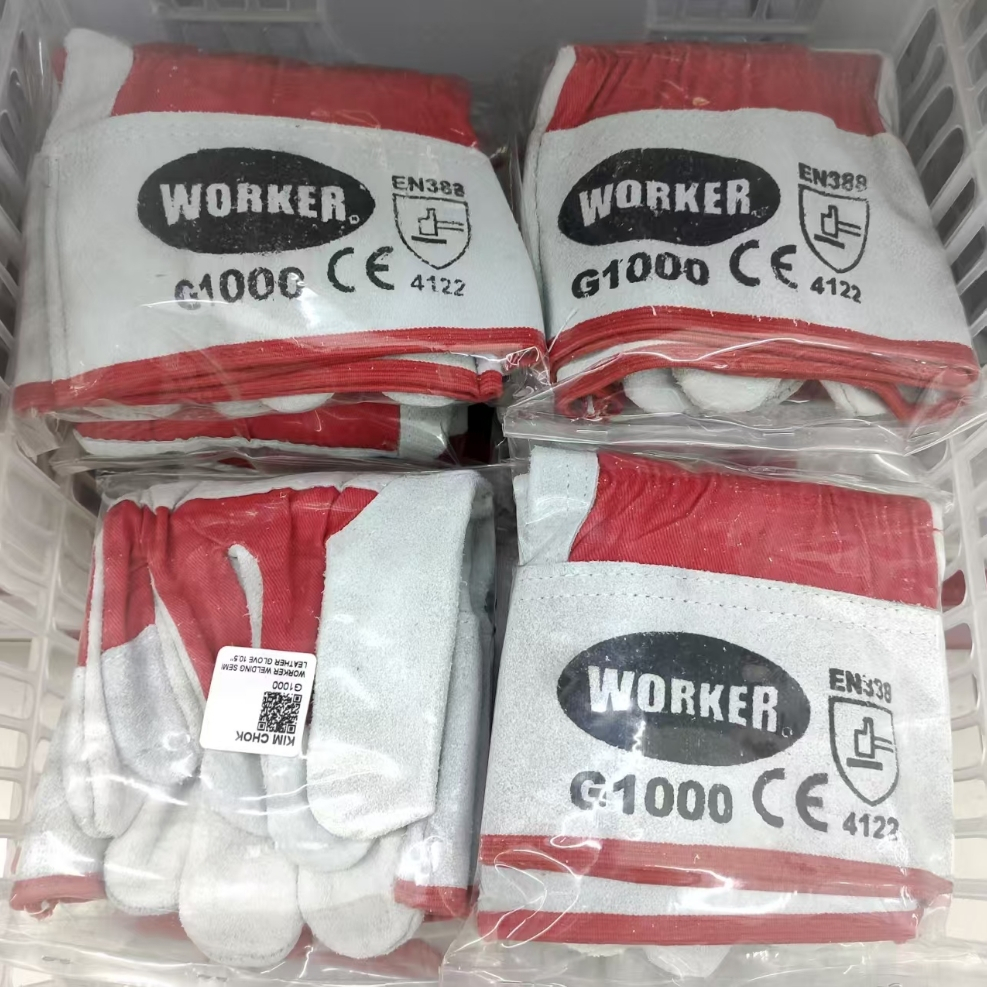 WORKER
EN388
G1000 CE
4122
WORKER
EN388
G1000 CE
4122
KIM CHOK
G1000
WORKER WELDING SEMI
LEATHER GLOVE 10.5"
WORKER
EN388
G1000 CE
4122